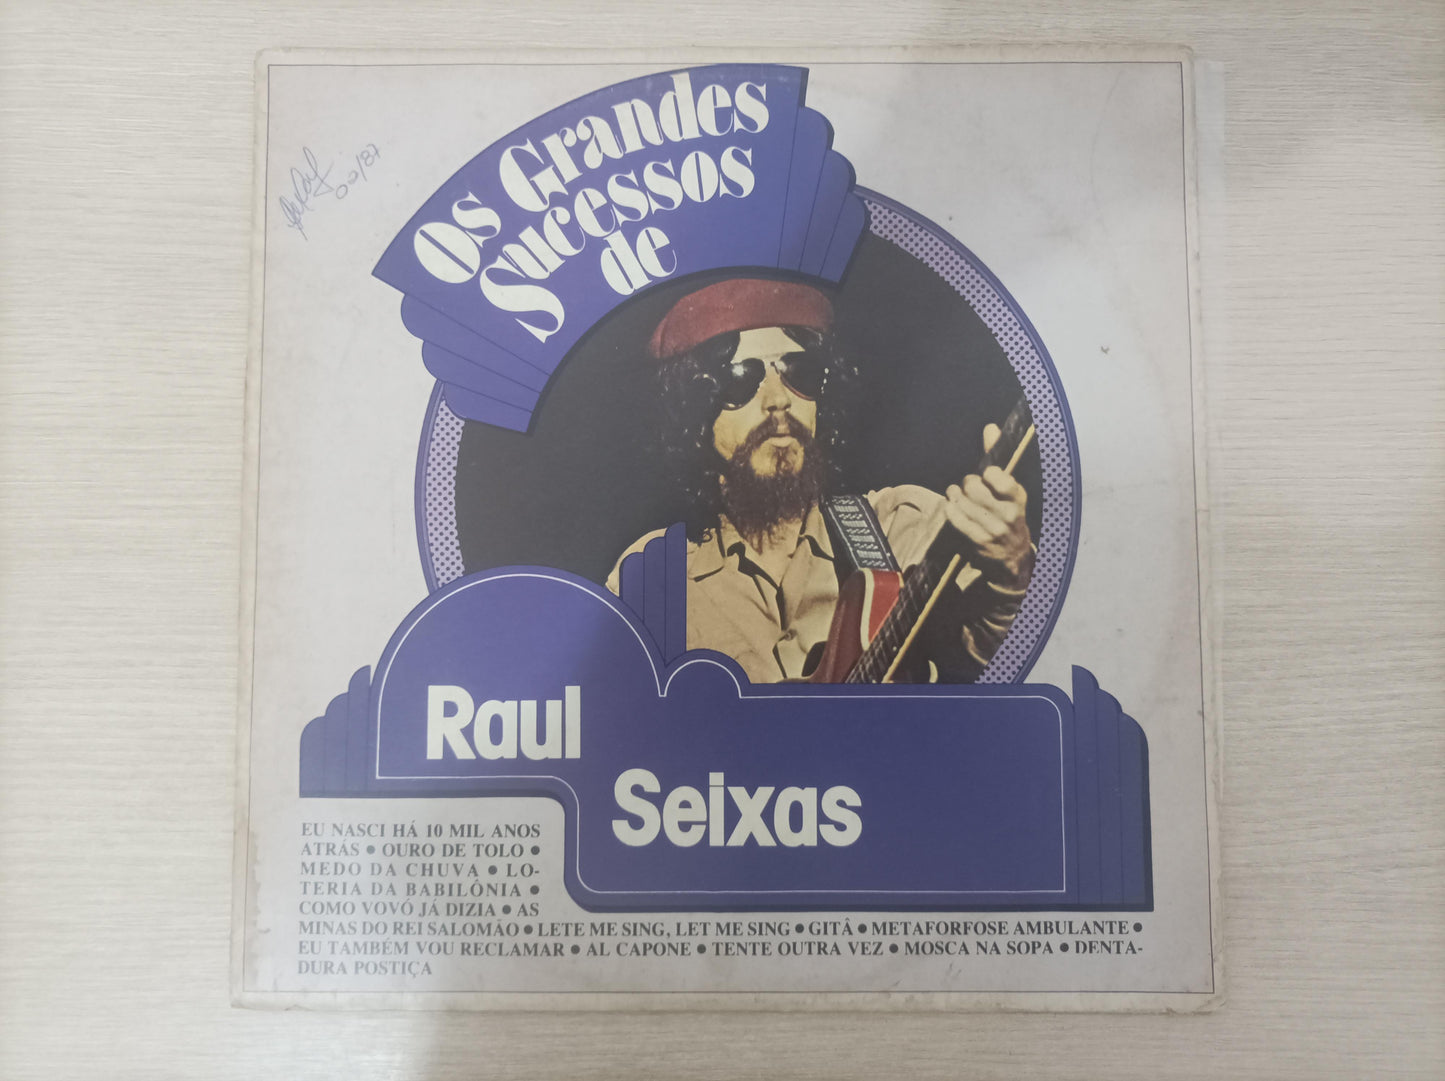 Os Grandes
Sucessos
de
02/87
Raul
Seixas
EU NASCI HÁ 10 MIL ANOS
ATRÁS • OURO DE TOLO •
MEDO DA CHUVA • LO-
TERIA DA BABILÔNIA •
COMO VOVÓ JÁ DIZIA • AS
MINAS DO REI SALOMÃO • LETE ME SING, LET ME SING • GITÂ • METAFORFOSE AMBULANTE •
EU TAMBÉM VOU RECLAMAR • AL CAPONE • TENTE OUTRA VEZ • MOSCA NA SOPA • DENTA-
DURA POSTIÇA